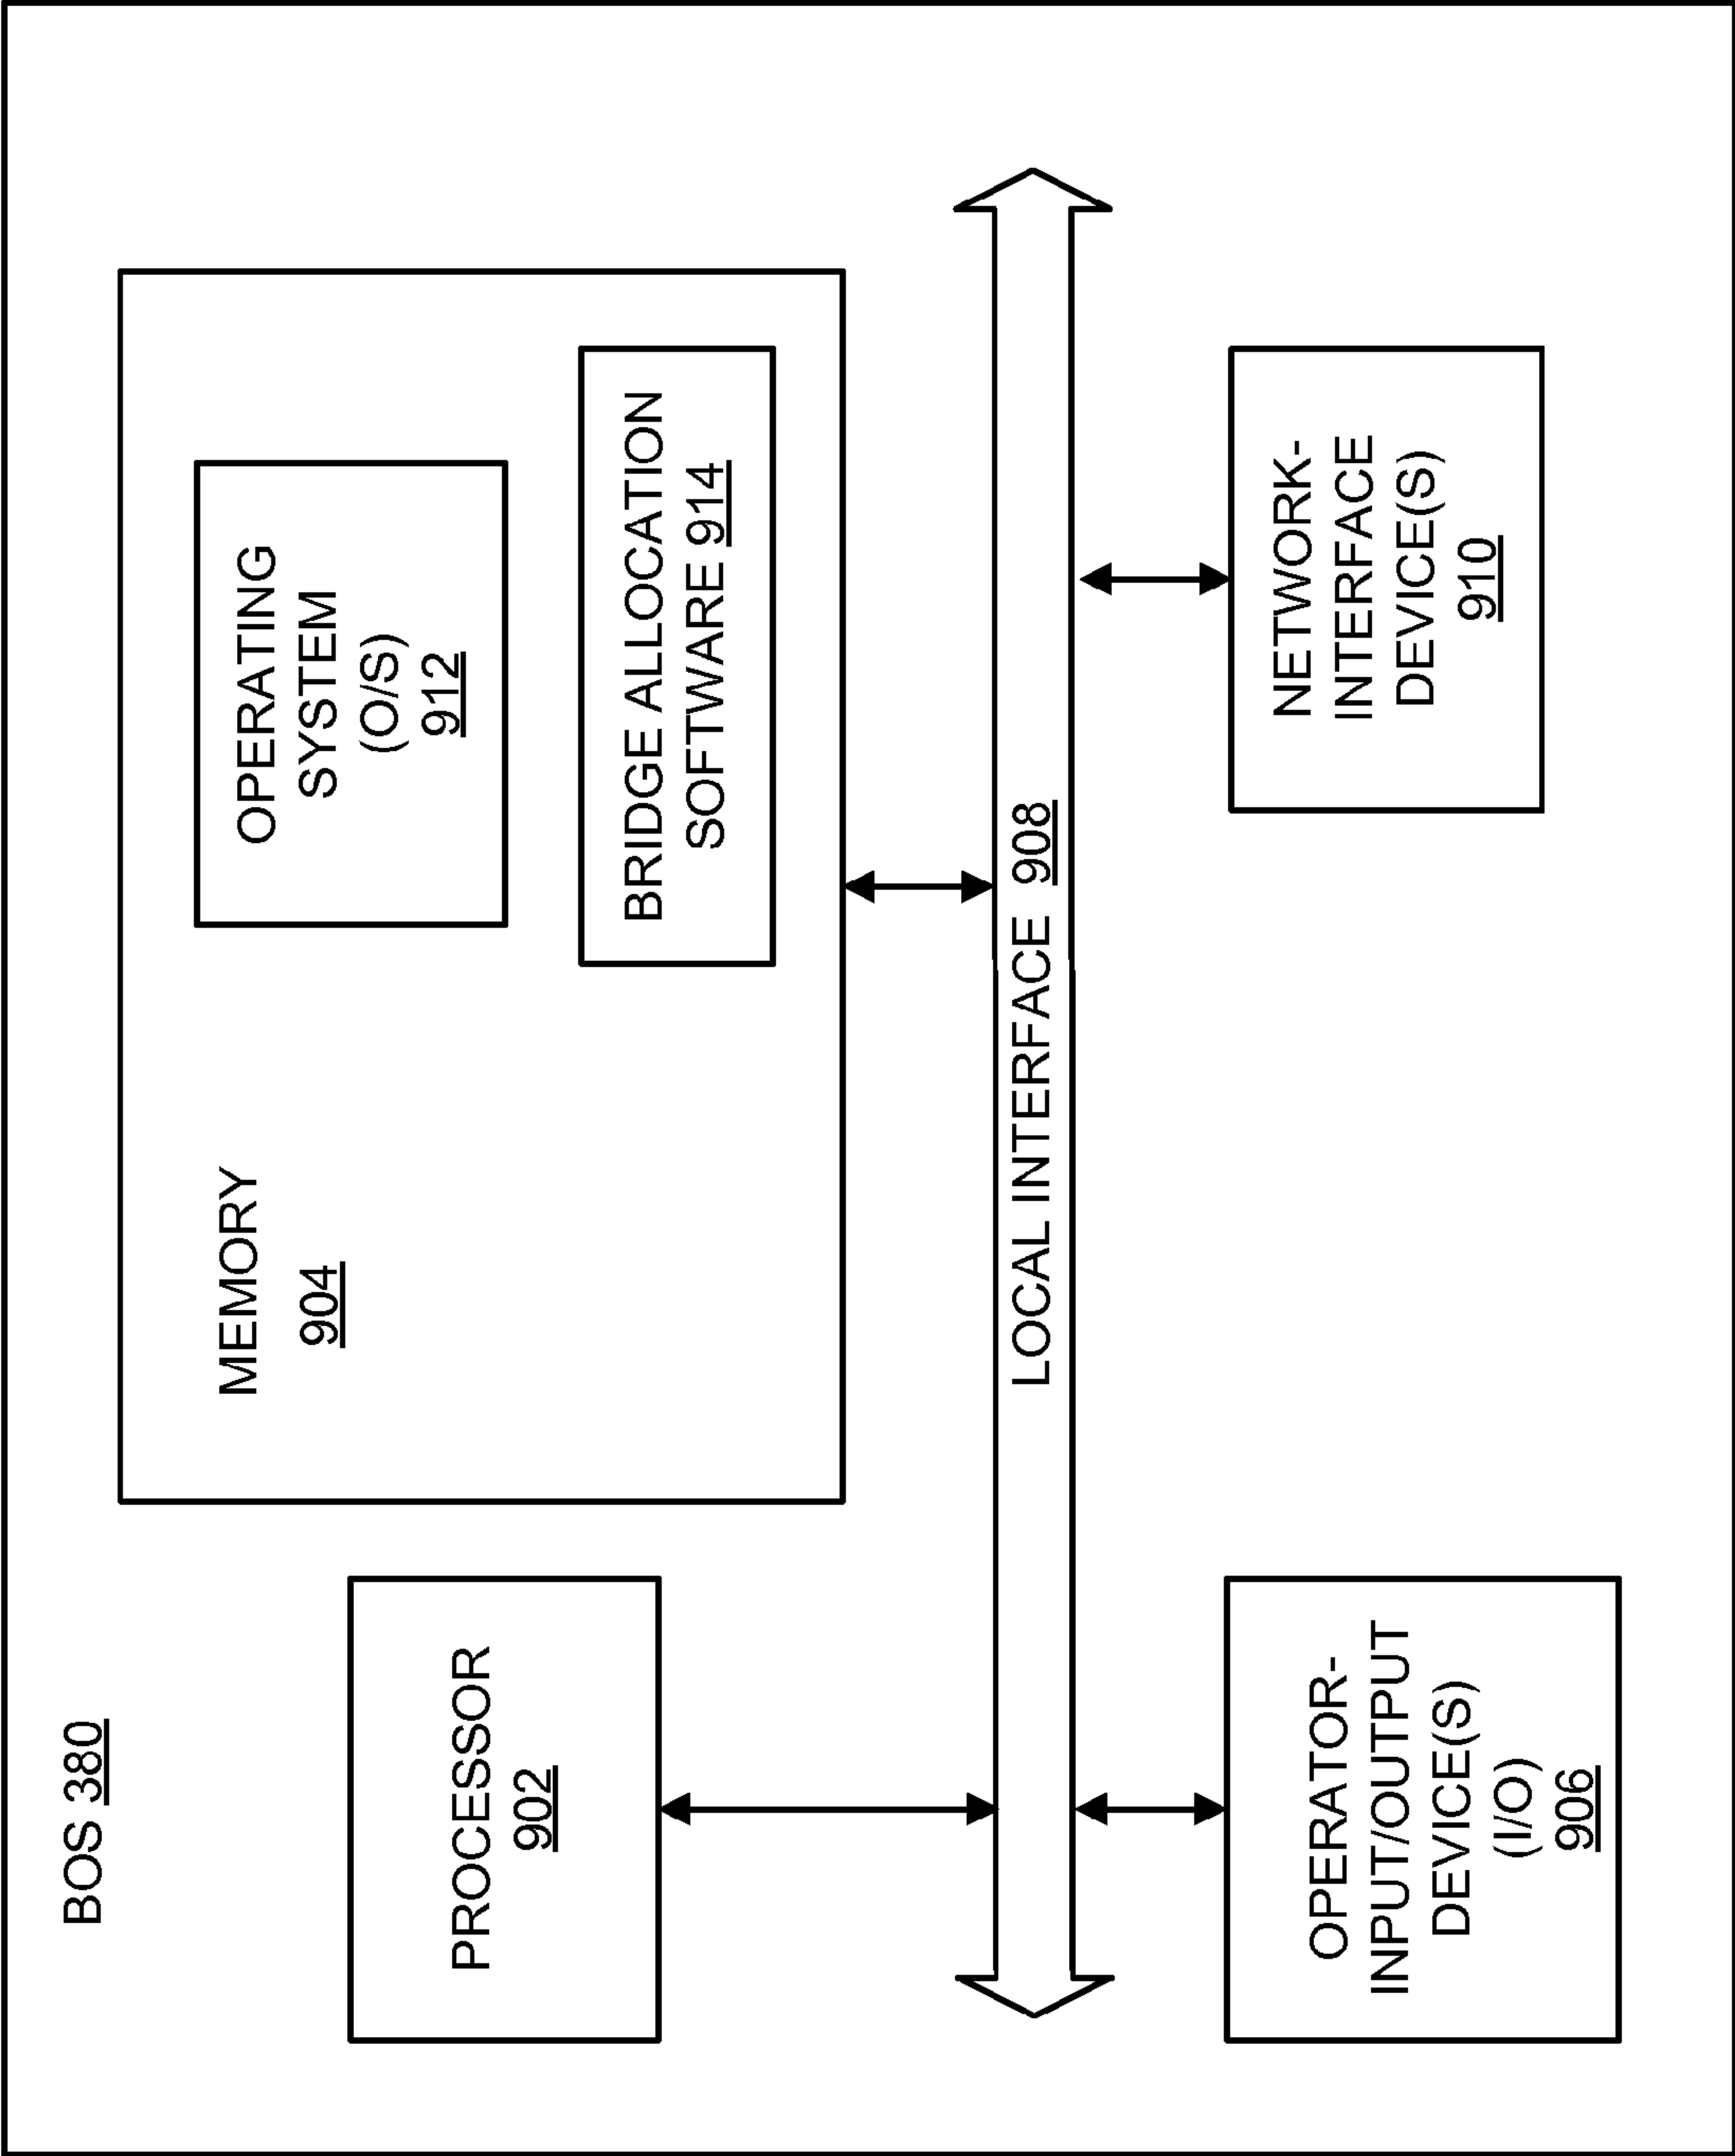 BOS 380
PROCESSOR
902
MEMORY
904
OPERATING
SYSTEM
(O/S)
912
BRIDGE ALLOCATION
SOFTWARE 914
LOCAL INTERFACE 908
OPERATOR-
INPUT/OUTPUT
DEVICE(S)
(I/O)
906
NETWORK-
INTERFACE
DEVICE(S)
910